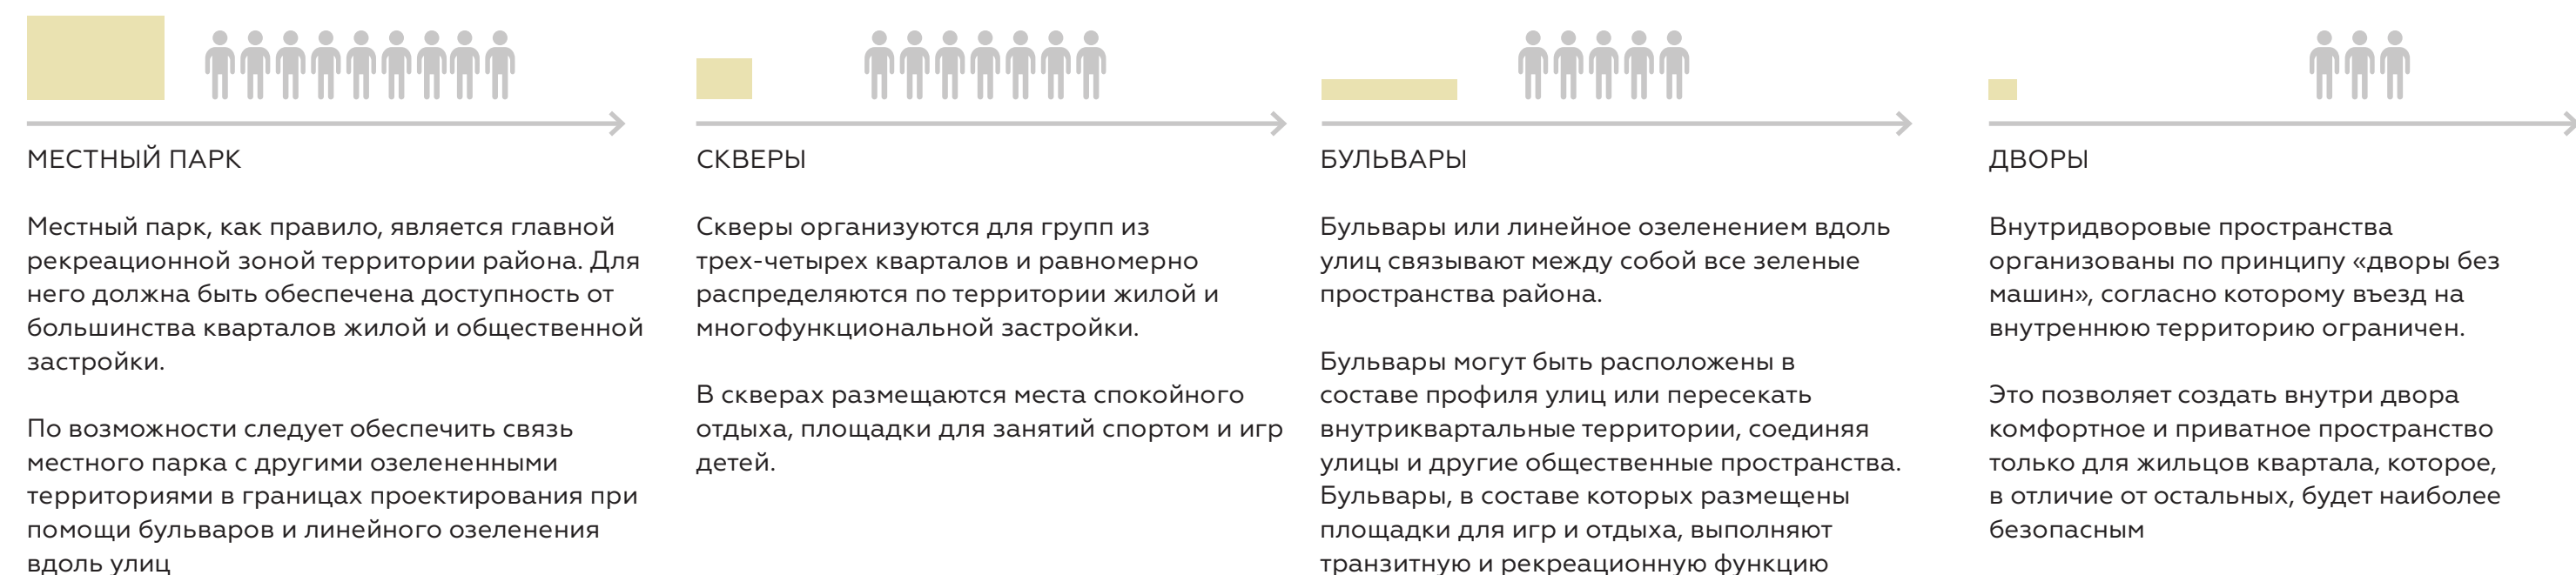 МЕСТНЫЙ ПАРК
Местный парк, как правило, является главной
рекреационной зоной территории района. Для
него должна быть обеспечена доступность от
большинства кварталов жилой и общественной
застройки.
По возможности следует обеспечить связь
местного парка с другими озелененными
территориями в границах проектирования при
помощи бульваров и линейного озеленения
вдоль улиц
СКВЕРЫ
Скверы организуются для групп из
трех-четырех кварталов и равномерно
распределяются по территории жилой и
многофункциональной застройки.
В скверах размещаются места спокойного
отдыха, площадки для занятий спортом и игр
детей.
БУЛЬВАРЫ
Бульвары или линейное озеленением вдоль
улиц связывают между собой все зеленые
пространства района.
Бульвары могут быть расположены в
составе профиля улиц или пересекать
внутриквартальные территории, соединяя
улицы и другие общественные пространства.
Бульвары, в составе которых размещены
площадки для игр и отдыха, выполняют
транзитную и рекреационную функцию
ДВОРЫ
Внутридворовые пространства
организованы по принципу «дворы без
машин», согласно которому въезд на
внутреннюю территорию ограничен.
Это позволяет создать внутри двора
комфортное и приватное пространство
только для жильцов квартала, которое,
в отличие от остальных, будет наиболее
безопасным